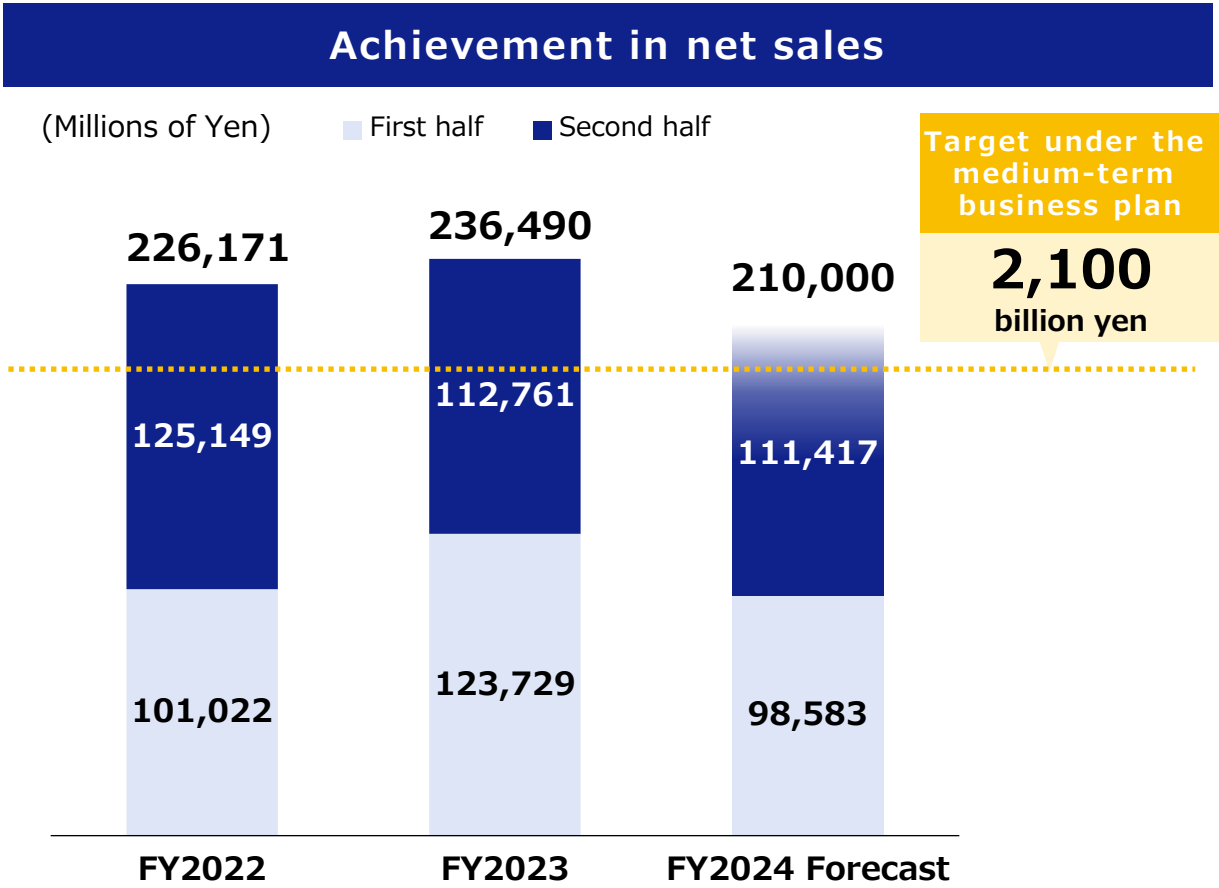 Achievement in net sales
(Millions of Yen)
First half
Second half
Target under the
medium-term
business plan
2,100
billion yen
226,171
236,490
210,000
125,149
112,761
111,417
101,022
123,729
98,583
FY2022
FY2023
FY2024 Forecast